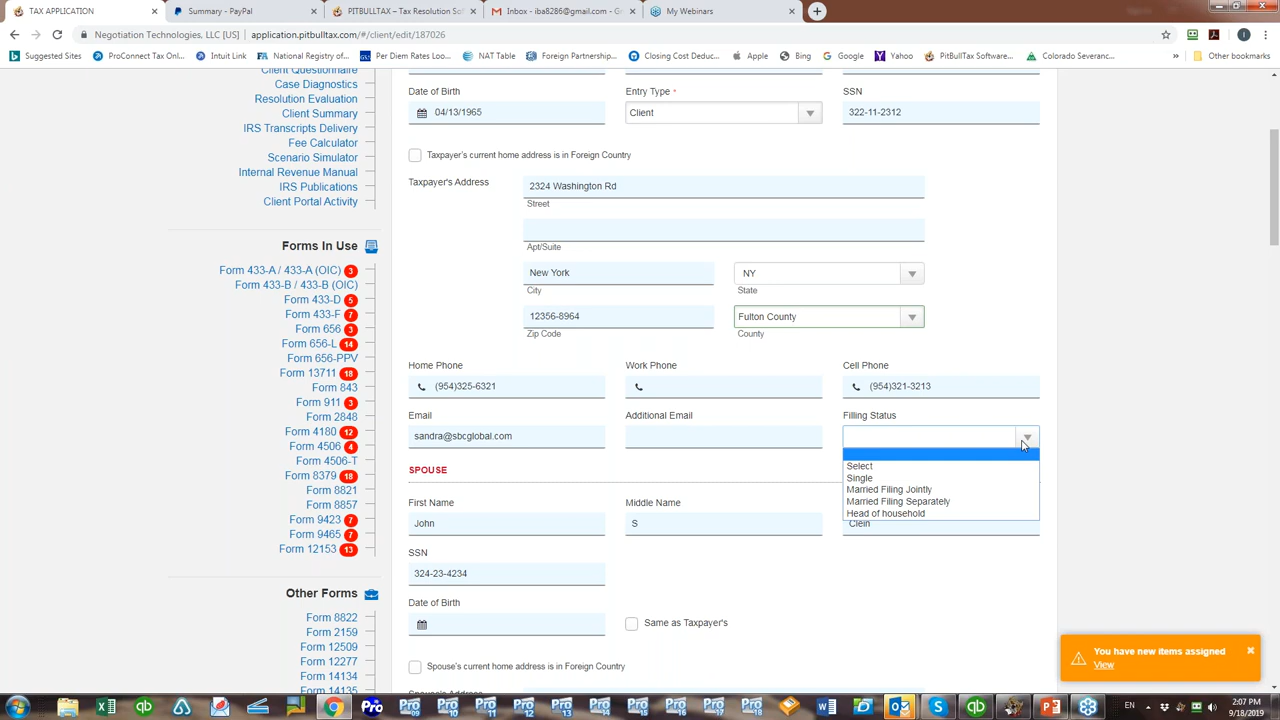 TAX APPLICATION
Summary - PayPal
PITBULLTAX – Tax Resolution Sof
Inbox - iba8286@gmail.com - G
My Webinars
Negotiation Technologies, LLC [US] | application.pitbulltax.com/#/client/edit/187026
Suggested Sites
ProConnect Tax Onl...
Intuit Link
National Registry of...
Per Diem Rates Loo...
NAT Table
Foreign Partnership...
Closing Cost Deduc...
Apple
Bing
Google
Yahoo
PitBullTax Software...
Colorado Severanc...
»
Other bookmarks
Client Questionnaire
Case Diagnostics
Resolution Evaluation
Client Summary
IRS Transcripts Delivery
Fee Calculator
Scenario Simulator
Internal Revenue Manual
IRS Publications
Client Portal Activity
Forms In Use
Form 433-A / 433-A (OIC) 3
Form 433-B / 433-B (OIC)
Form 433-D 5
Form 433-F 7
Form 656 3
Form 656-L 14
Form 656-PPV
Form 13711 18
Form 843
Form 911 3
Form 2848
Form 4180 12
Form 4506 4
Form 4506-T
Form 8379 18
Form 8821
Form 8857
Form 9423 7
Form 9465 7
Form 12153 13
Other Forms
Form 8822
Form 2159
Form 12509
Form 12277
Form 14134
Form 14135
Date of Birth
Entry Type *
SSN
04/13/1965
Client
322-11-2312
Taxpayer's current home address is in Foreign Country
Taxpayer's Address
2324 Washington Rd
Street
Apt/Suite
New York
NY
City
State
12356-8964
Fulton County
Zip Code
County
Home Phone
Work Phone
Cell Phone
(954)325-6321
(954)321-3213
Email
Additional Email
Filling Status
sandra@sbcglobal.com
Select
Single
Married Filing Jointly
Married Filing Separately
Head of household
SPOUSE
First Name
Middle Name
John
S
Clein
SSN
324-23-4234
Date of Birth
Same as Taxpayer's
Spouse's current home address is in Foreign Country
Spouse's Address
You have new items assigned
View
EN
2:07 PM
9/18/2019